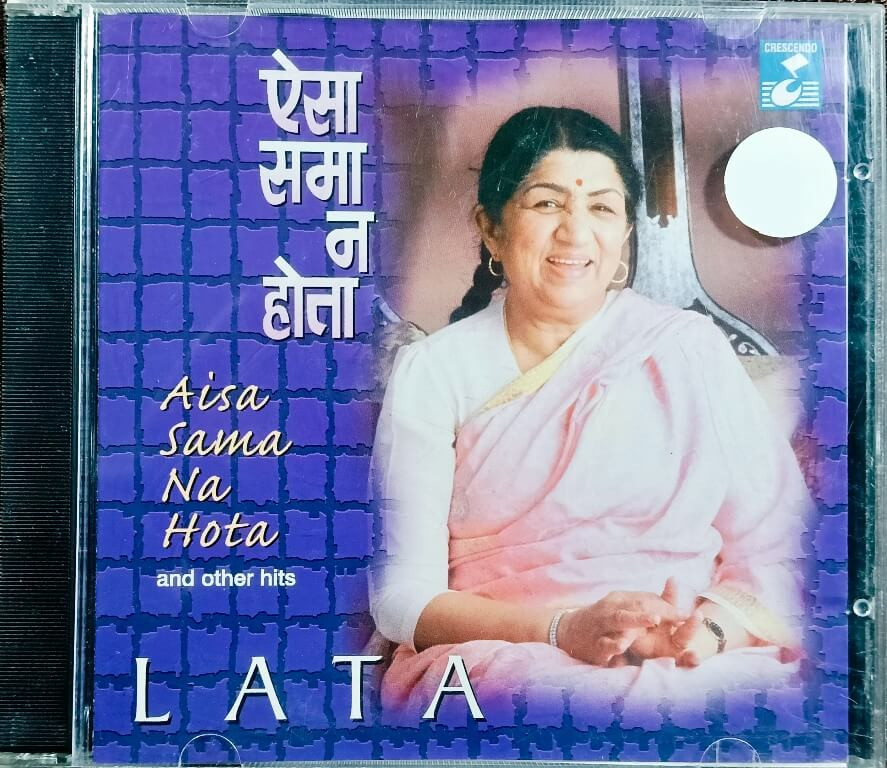 CRESCENDO
ऐसा
समा
न
होता
Aisa
Sama
Na
Hota
and other hits
LATA